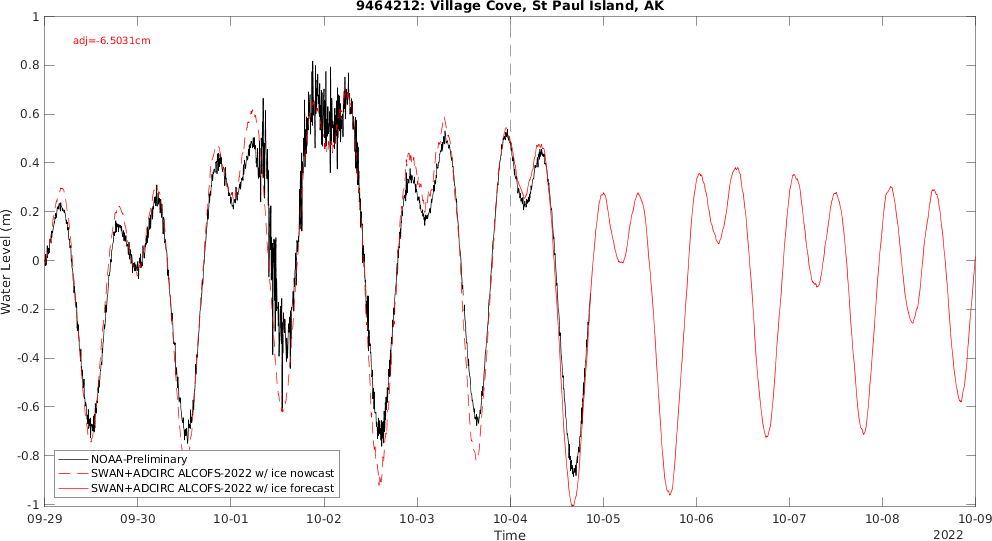 9464212: Village Cove, St Paul Island, AK
adj=-6.5031cm
1
0.8
0.6
0.4
0.2
0
-0.2
-0.4
-0.6
-0.8
-1
Water Level (m)
NOAA-Preliminary
SWAN+ADCIRC ALCOFS-2022 w/ ice nowcast
SWAN+ADCIRC ALCOFS-2022 w/ ice forecast
09-29 09-30 10-01 10-02 10-03 10-04 10-05 10-06 10-07 10-08 10-09
Time
2022